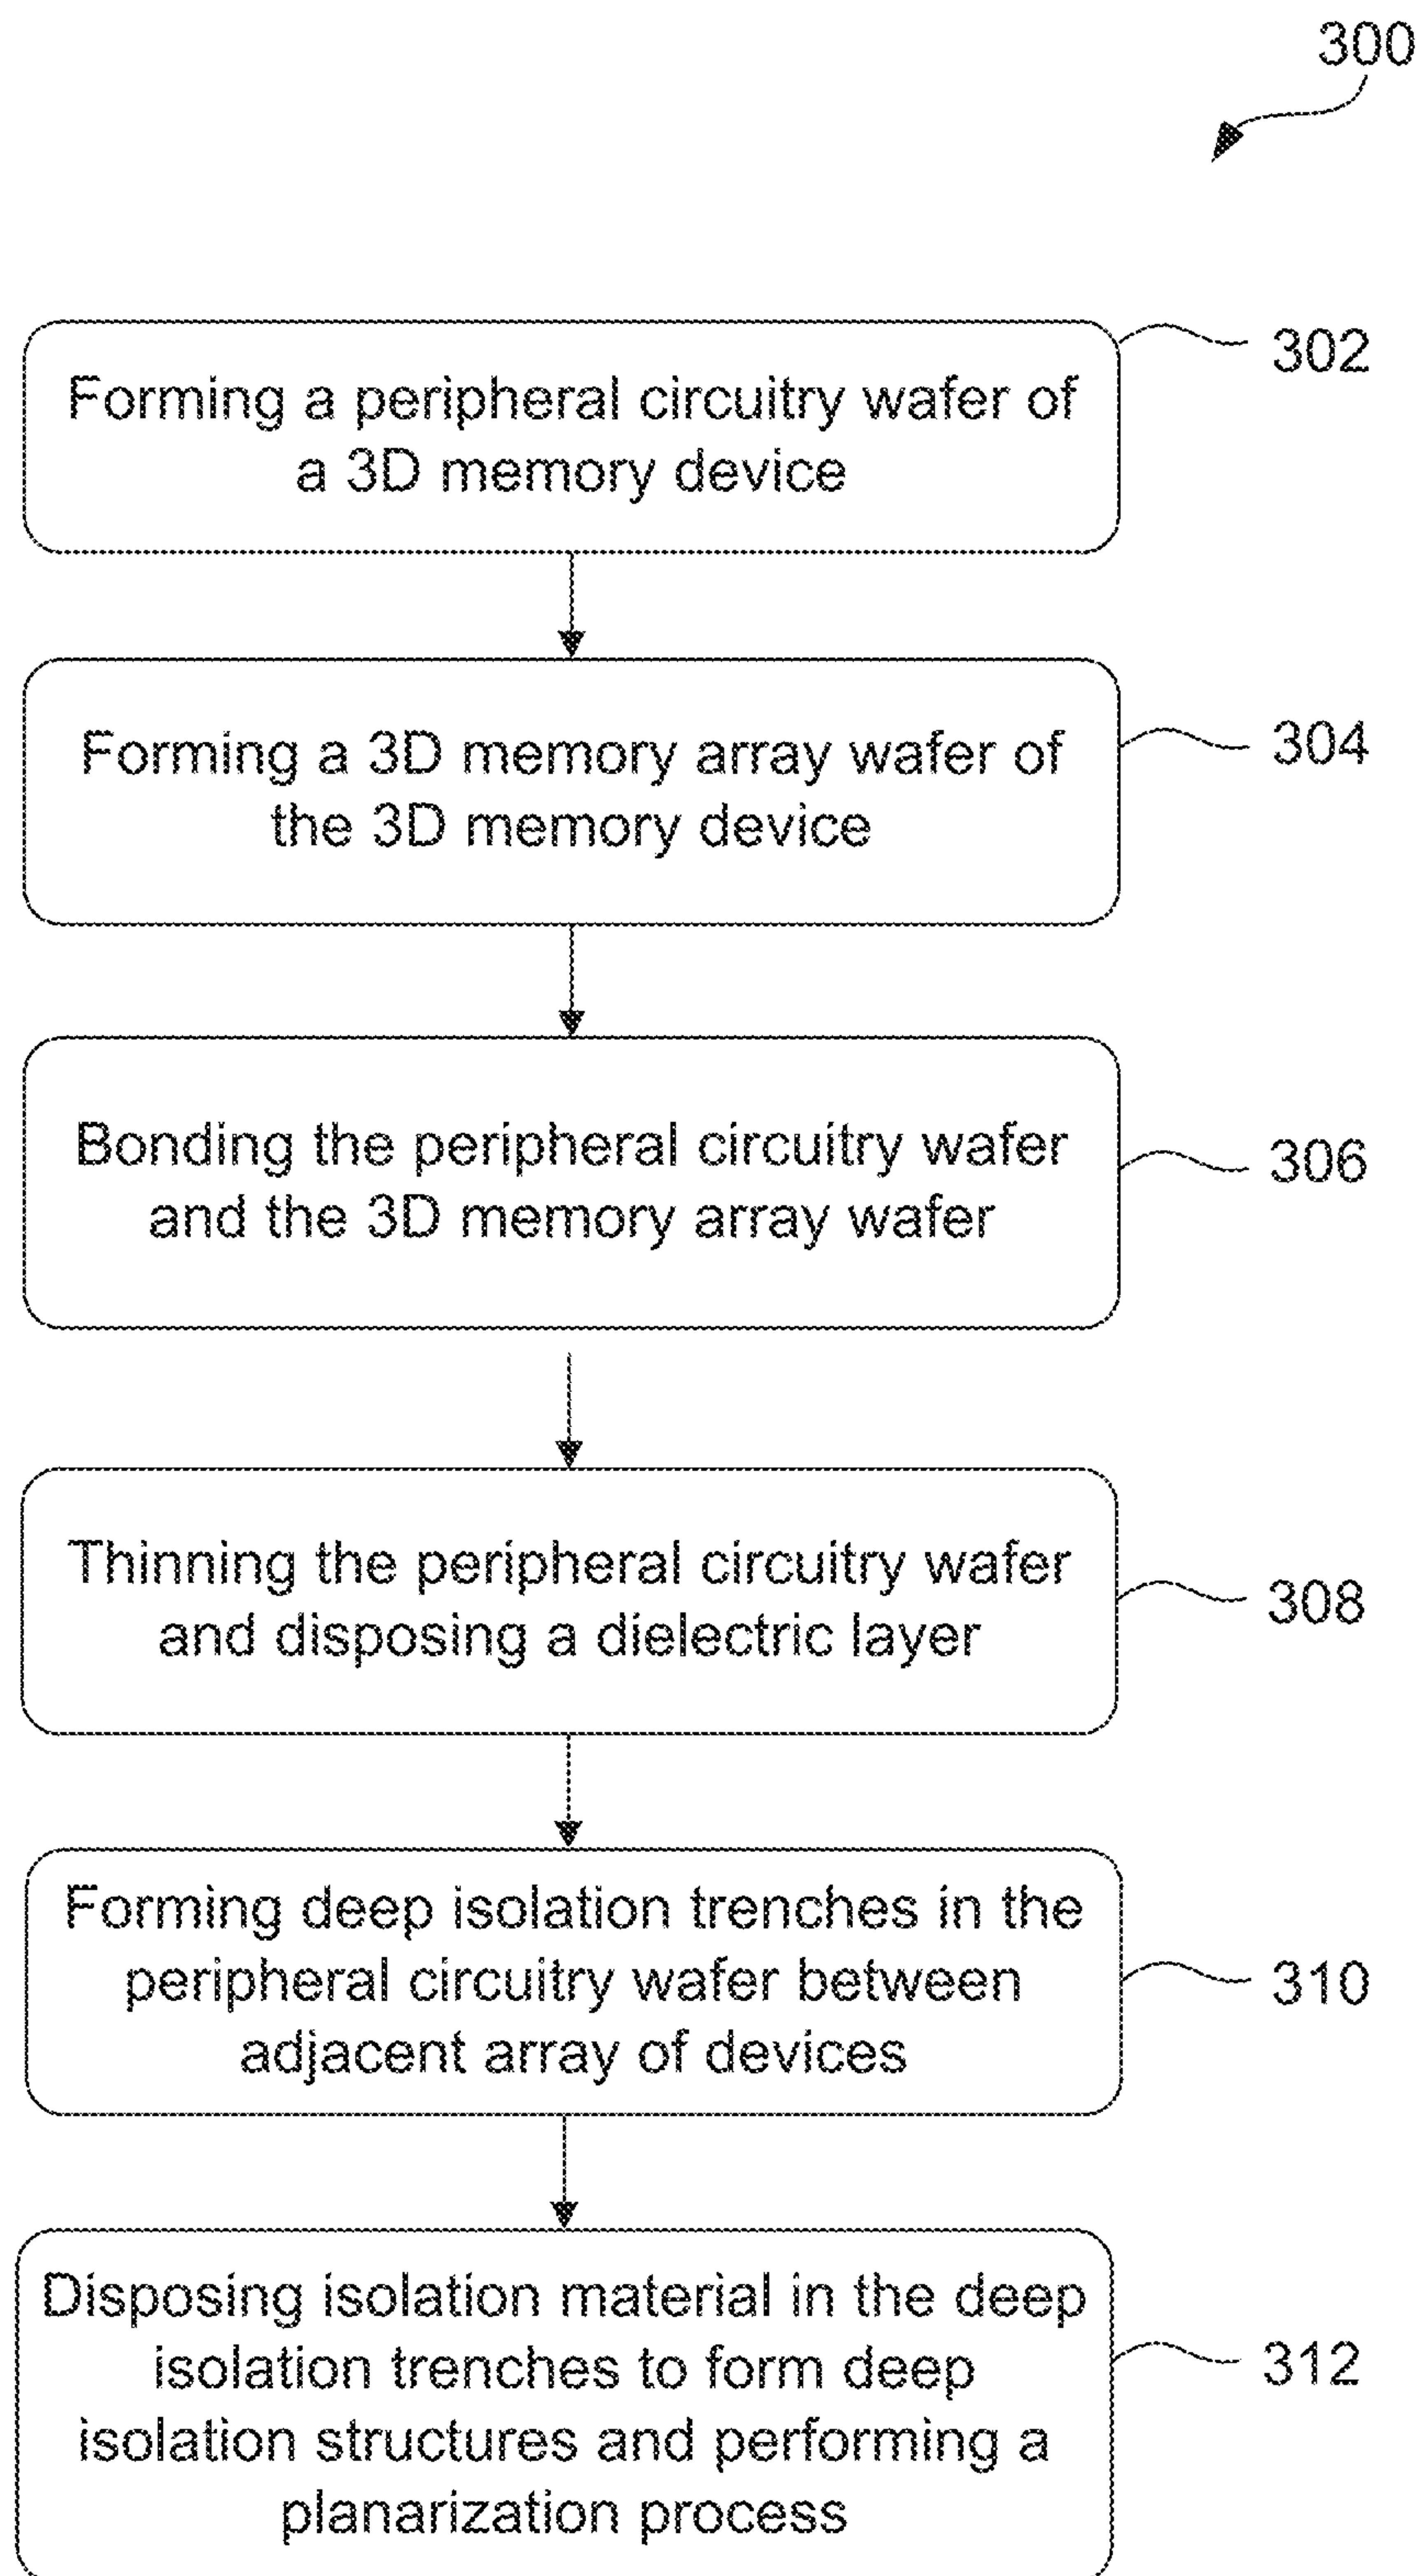 300
Forming a peripheral circuitry wafer of
a 3D memory device
302
Forming a 3D memory array wafer of
the 3D memory device
304
Bonding the peripheral circuitry wafer
and the 3D memory array wafer
306
Thinning the peripheral circuitry wafer
and disposing a dielectric layer
308
Forming deep isolation trenches in the
peripheral circuitry wafer between
adjacent array of devices
310
Disposing isolation material in the deep
isolation trenches to form deep
isolation structures and performing a
planarization process
312